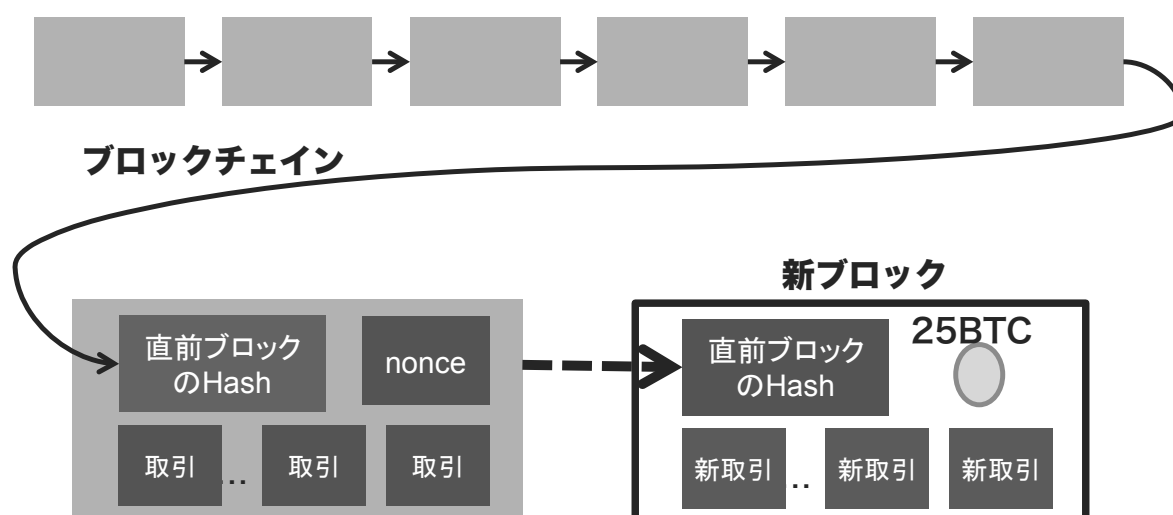 ブロックチェイン
新ブロック
直前ブロック
のHash
nonce
直前ブロック
のHash
25BTC
取引 ... 取引 取引
新取引 .. 新取引 新取引